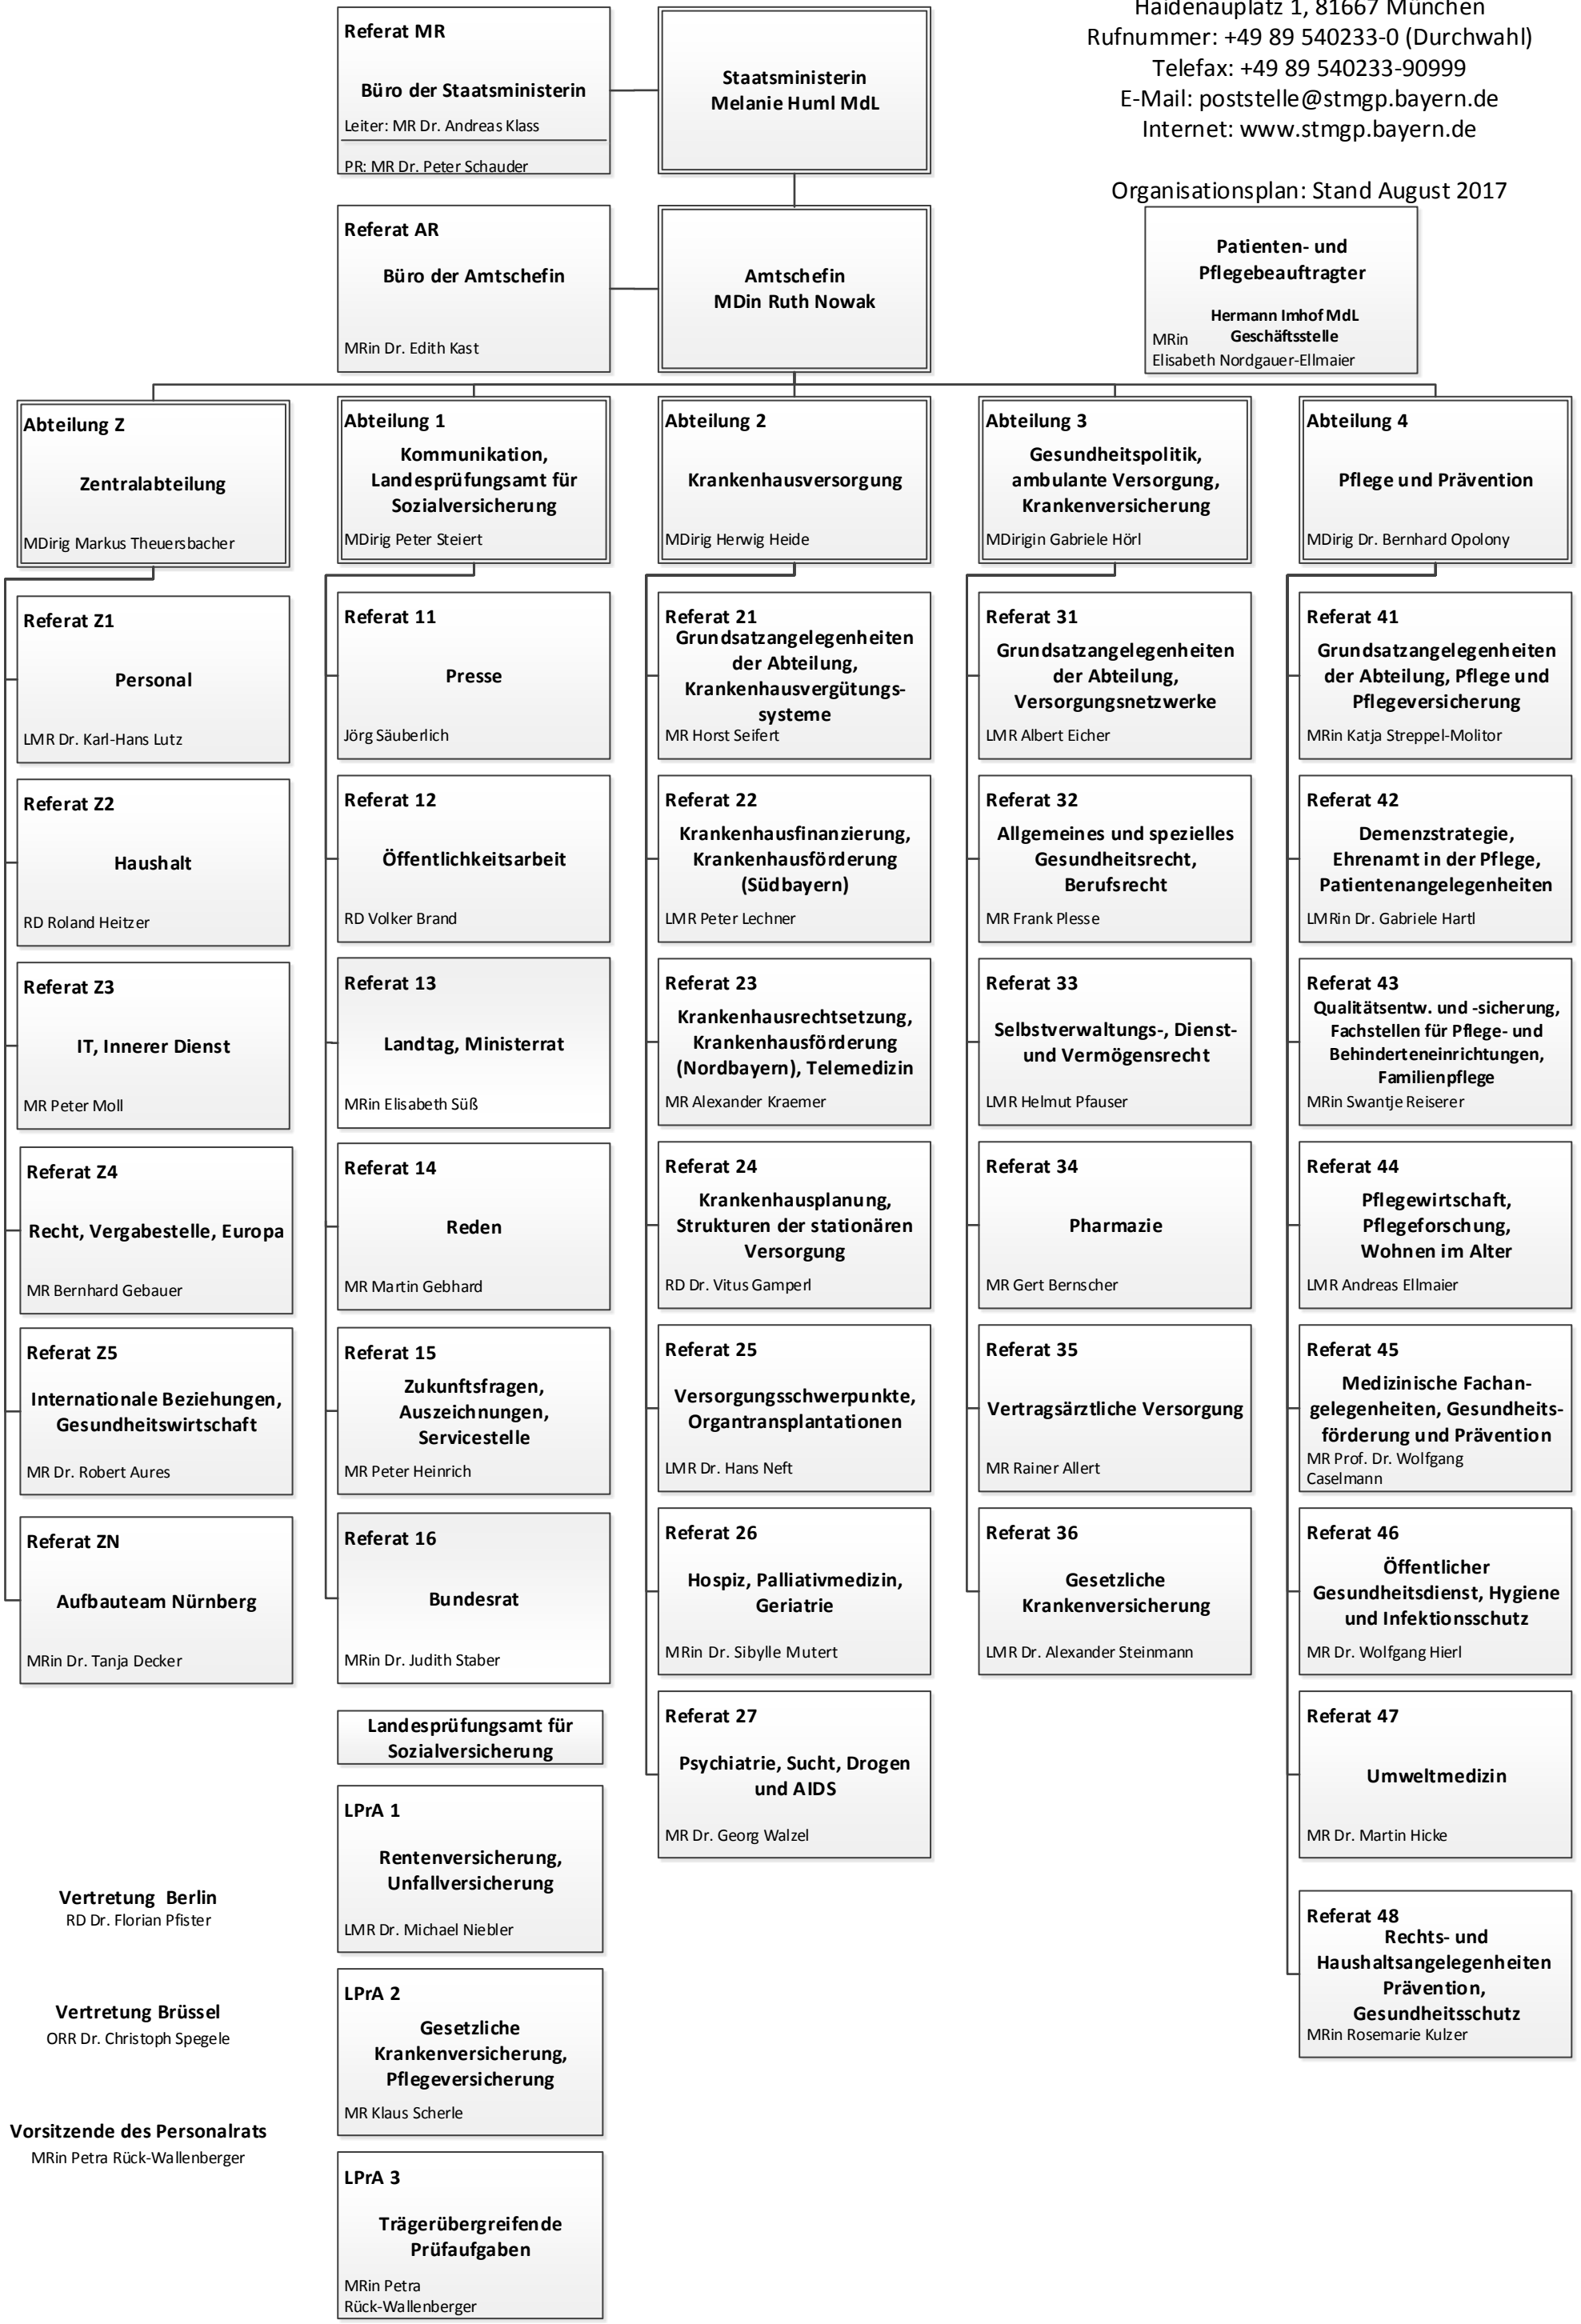 Haidenauplatz 1, 81667 München
Rufnummer: +49 89 540233-0 (Durchwahl)
Telefax: +49 89 540233-90999
E-Mail: poststelle@stmgp.bayern.de
Internet: www.stmgp.bayern.de
Organisationsplan: Stand August 2017
Referat MR
Büro der Staatsministerin
Leiter: MR Dr. Andreas Klass
PR: MR Dr. Peter Schauder
Staatsministerin
Melanie Huml MdL
Referat AR
Büro der Amtschefin
MRin Dr. Edith Kast
Amtschefin
MDin Ruth Nowak
Patienten- und
Pflegebeauftragter
Hermann Imhof MdL
Geschäftsstelle
MRin
Elisabeth Nordgauer-Ellmaier
Abteilung Z
Zentralabteilung
MDirig Markus Theuersbacher
Referat Z1
Personal
LMR Dr. Karl-Hans Lutz
Referat Z2
Haushalt
RD Roland Heitzer
Referat Z3
IT, Innerer Dienst
MR Peter Moll
Referat Z4
Recht, Vergabestelle, Europa
MR Bernhard Gebauer
Referat Z5
Internationale Beziehungen,
Gesundheitswirtschaft
MR Dr. Robert Aures
Referat ZN
Aufbauteam Nürnberg
MRin Dr. Tanja Decker
Vertretung Berlin
RD Dr. Florian Pfister
Vertretung Brüssel
ORR Dr. Christoph Spegele
Vorsitzende des Personalrats
MRin Petra Rück-Wallenberger
Abteilung 1
Kommunikation,
Landesprüfungsamt für
Sozialversicherung
MDirig Peter Steiert
Referat 11
Presse
Jörg Säuberlich
Referat 12
Öffentlichkeitsarbeit
RD Volker Brand
Referat 13
Landtag, Ministerrat
MRin Elisabeth Süß
Referat 14
Reden
MR Martin Gebhard
Referat 15
Zukunftsfragen,
Auszeichnungen,
Servicestelle
MR Peter Heinrich
Referat 16
Bundesrat
MRin Dr. Judith Staber
Landesprüfungsamt für
Sozialversicherung
LPrA 1
Rentenversicherung,
Unfallversicherung
LMR Dr. Michael Niebler
LPrA 2
Gesetzliche
Krankenversicherung,
Pflegeversicherung
MR Klaus Scherle
LPrA 3
Trägerübergreifende
Prüfaufgaben
MRin Petra
Rück-Wallenberger
Abteilung 2
Krankenhausversorgung
MDirig Herwig Heide
Referat 21
Grundsatzangelegenheiten
der Abteilung,
Krankenhausvergütungs-
systeme
MR Horst Seifert
Referat 22
Krankenhausfinanzierung,
Krankenhausförderung
(Südbayern)
LMR Peter Lechner
Referat 23
Krankenhausrechtsetzung,
Krankenhausförderung
(Nordbayern), Telemedizin
MR Alexander Kraemer
Referat 24
Krankenhausplanung,
Strukturen der stationären
Versorgung
RD Dr. Vitus Gamperl
Referat 25
Versorgungsschwerpunkte,
Organtransplantationen
LMR Dr. Hans Neft
Referat 26
Hospiz, Palliativmedizin,
Geriatrie
MRin Dr. Sibylle Mutert
Referat 27
Psychiatrie, Sucht, Drogen
und AIDS
MR Dr. Georg Walzel
Abteilung 3
Gesundheitspolitik,
ambulante Versorgung,
Krankenversicherung
MDirigin Gabriele Hörl
Referat 31
Grundsatzangelegenheiten
der Abteilung,
Versorgungsnetzwerke
LMR Albert Eicher
Referat 32
Allgemeines und spezielles
Gesundheitsrecht,
Berufsrecht
MR Frank Plesse
Referat 33
Selbstverwaltungs-, Dienst-
und Vermögensrecht
LMR Helmut Pfauser
Referat 34
Pharmazie
MR Gert Bernscher
Referat 35
Vertragsärztliche Versorgung
MR Rainer Allert
Referat 36
Gesetzliche
Krankenversicherung
LMR Dr. Alexander Steinmann
Abteilung 4
Pflege und Prävention
MDirig Dr. Bernhard Opolony
Referat 41
Grundsatzangelegenheiten
der Abteilung, Pflege und
Pflegeversicherung
MRin Katja Streppel-Molitor
Referat 42
Demenzstrategie,
Ehrenamt in der Pflege,
Patientenangelegenheiten
LMRin Dr. Gabriele Hartl
Referat 43
Qualitätsentw. und -sicherung,
Fachstellen für Pflege- und
Behinderteneinrichtungen,
Familienpflege
MRin Swantje Reiserer
Referat 44
Pflegewirtschaft,
Pflegeforschung,
Wohnen im Alter
LMR Andreas Ellmaier
Referat 45
Medizinische Fachan-
gelegenheiten, Gesundheits-
förderung und Prävention
MR Prof. Dr. Wolfgang
Caselmann
Referat 46
Öffentlicher
Gesundheitsdienst, Hygiene
und Infektionsschutz
MR Dr. Wolfgang Hierl
Referat 47
Umweltmedizin
MR Dr. Martin Hicke
Referat 48
Rechts- und
Haushaltsangelegenheiten
Prävention,
Gesundheitsschutz
MRin Rosemarie Kulzer